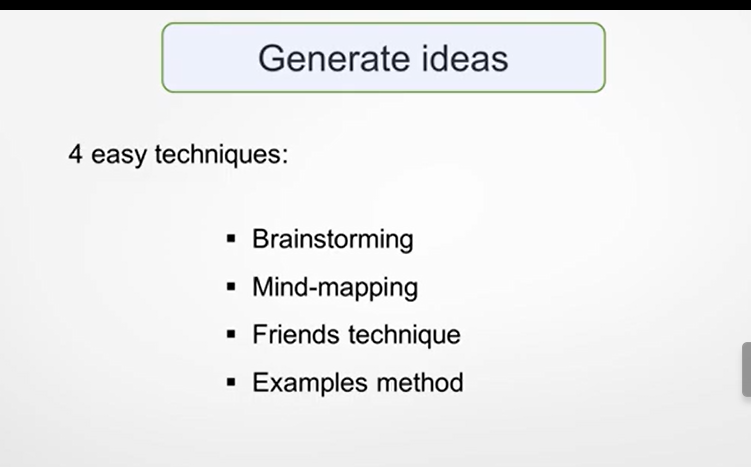 Generate ideas
4 easy techniques:
▪ Brainstorming
▪ Mind-mapping
▪ Friends technique
▪ Examples method